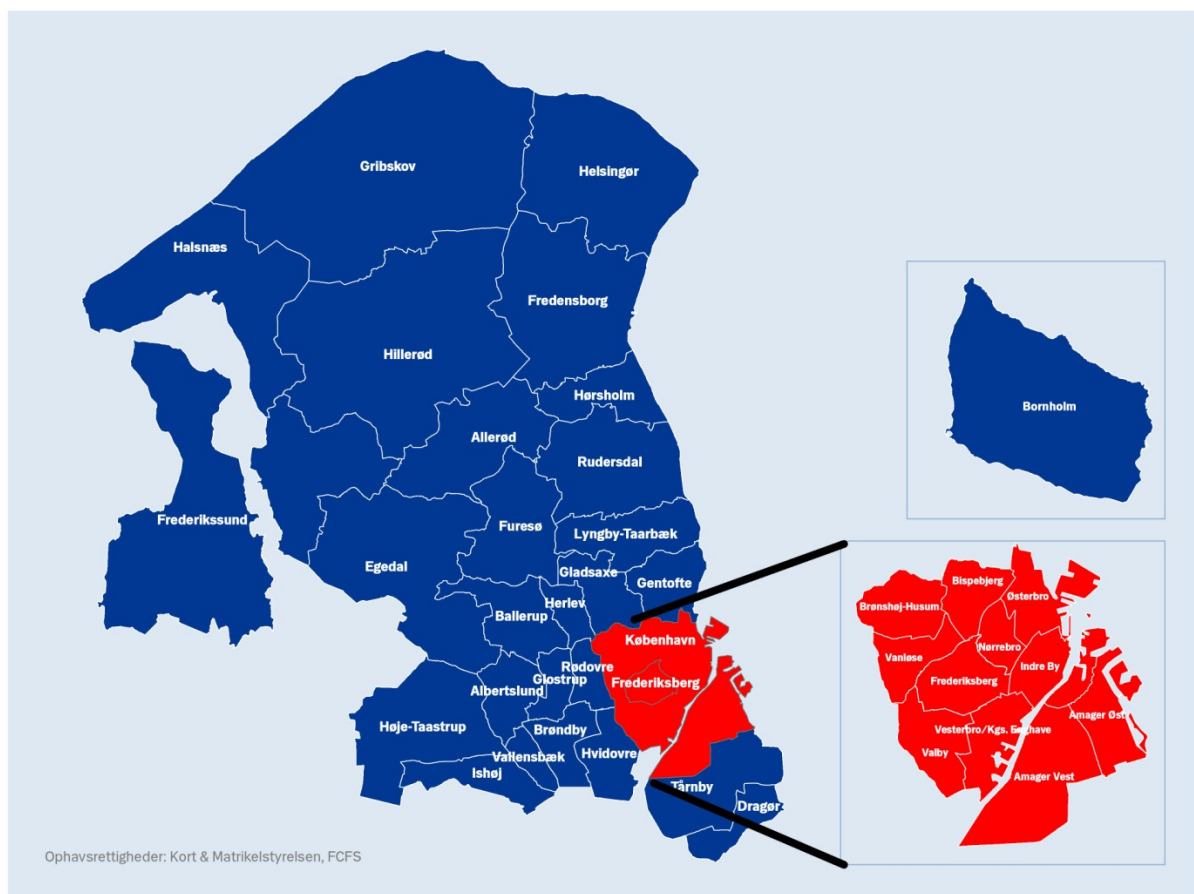 Gribskov
Helsingør
Halsnæs
Fredensborg
Hillerød
Hørsholm
Allerød
Rudersdal
Frederikssund
Furesø
Lyngby-Taarbæk
Egedal
Gladsaxe
Gentofte
Herlev
Ballerup
København
Rødovre
Glostrup
Frederiksberg
Albertslund
Høje-Taastrup
Brøndby
Hvidovre
Vallensbæk
Ishøj
Tårnby
Dragør
Bornholm
Bispebjerg
Østerbro
Brønshøj-Husum
Nørrebro
Vanløse
Indre By
Frederiksberg
Amager Øst
Vesterbro/Kgs. Enghave
Valby
Amager Vest
Ophavsrettigheder: Kort & Matrikelstyrelsen, FCFS